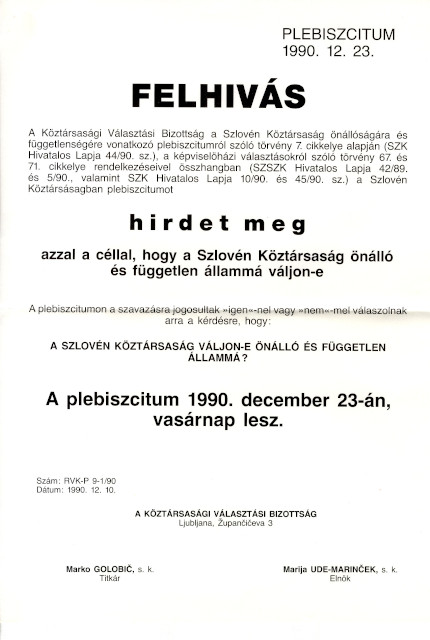 PLEBISZCITUM
1990. 12. 23.
FELHIVÁS
A Köztársasági Választási Bizottság a Szlovén Köztársaság önállóságára és
függetlenségére vonatkozó plebiszcitumról szóló törvény 7. cikkelye alapján (SZK
Hivatalos Lapja 44/90. sz.), a képviselőházi választásokról szóló törvény 67. és
71. cikkelye rendelkezéseivel összhangban (SZSZK Hivatalos Lapja 42/89.
és 5/90., valamint SZK Hivatalos Lapja 10/90. és 45/90. sz.) a Szlovén
Köztársaságban plebiszcitumot
hirdet meg
azzal a céllal, hogy a Szlovén Köztársaság önálló
és független állammá váljon-e
A plebiszcitumon a szavazásra jogosultak »igen«-nel vagy »nem«-mel válaszolnak
arra a kérdésre, hogy:
A SZLOVÉN KÖZTÁRSASÁG VÁLJON-E ÖNÁLLÓ ÉS FÜGGETLEN
ÁLLAMMÁ?
A plebiszcitum 1990. december 23-án,
vasárnap lesz.
Szám: RVK-P 9-1/90
Dátum: 1990. 12. 10.
A KÖZTÁRSASÁGI VÁLASZTÁSI BIZOTTSÁG
Ljubljana, Župančičeva 3
Marko GOLOBIČ, s. k.
Titkár
Marija UDE-MARINČEK, s. k.
Elnök